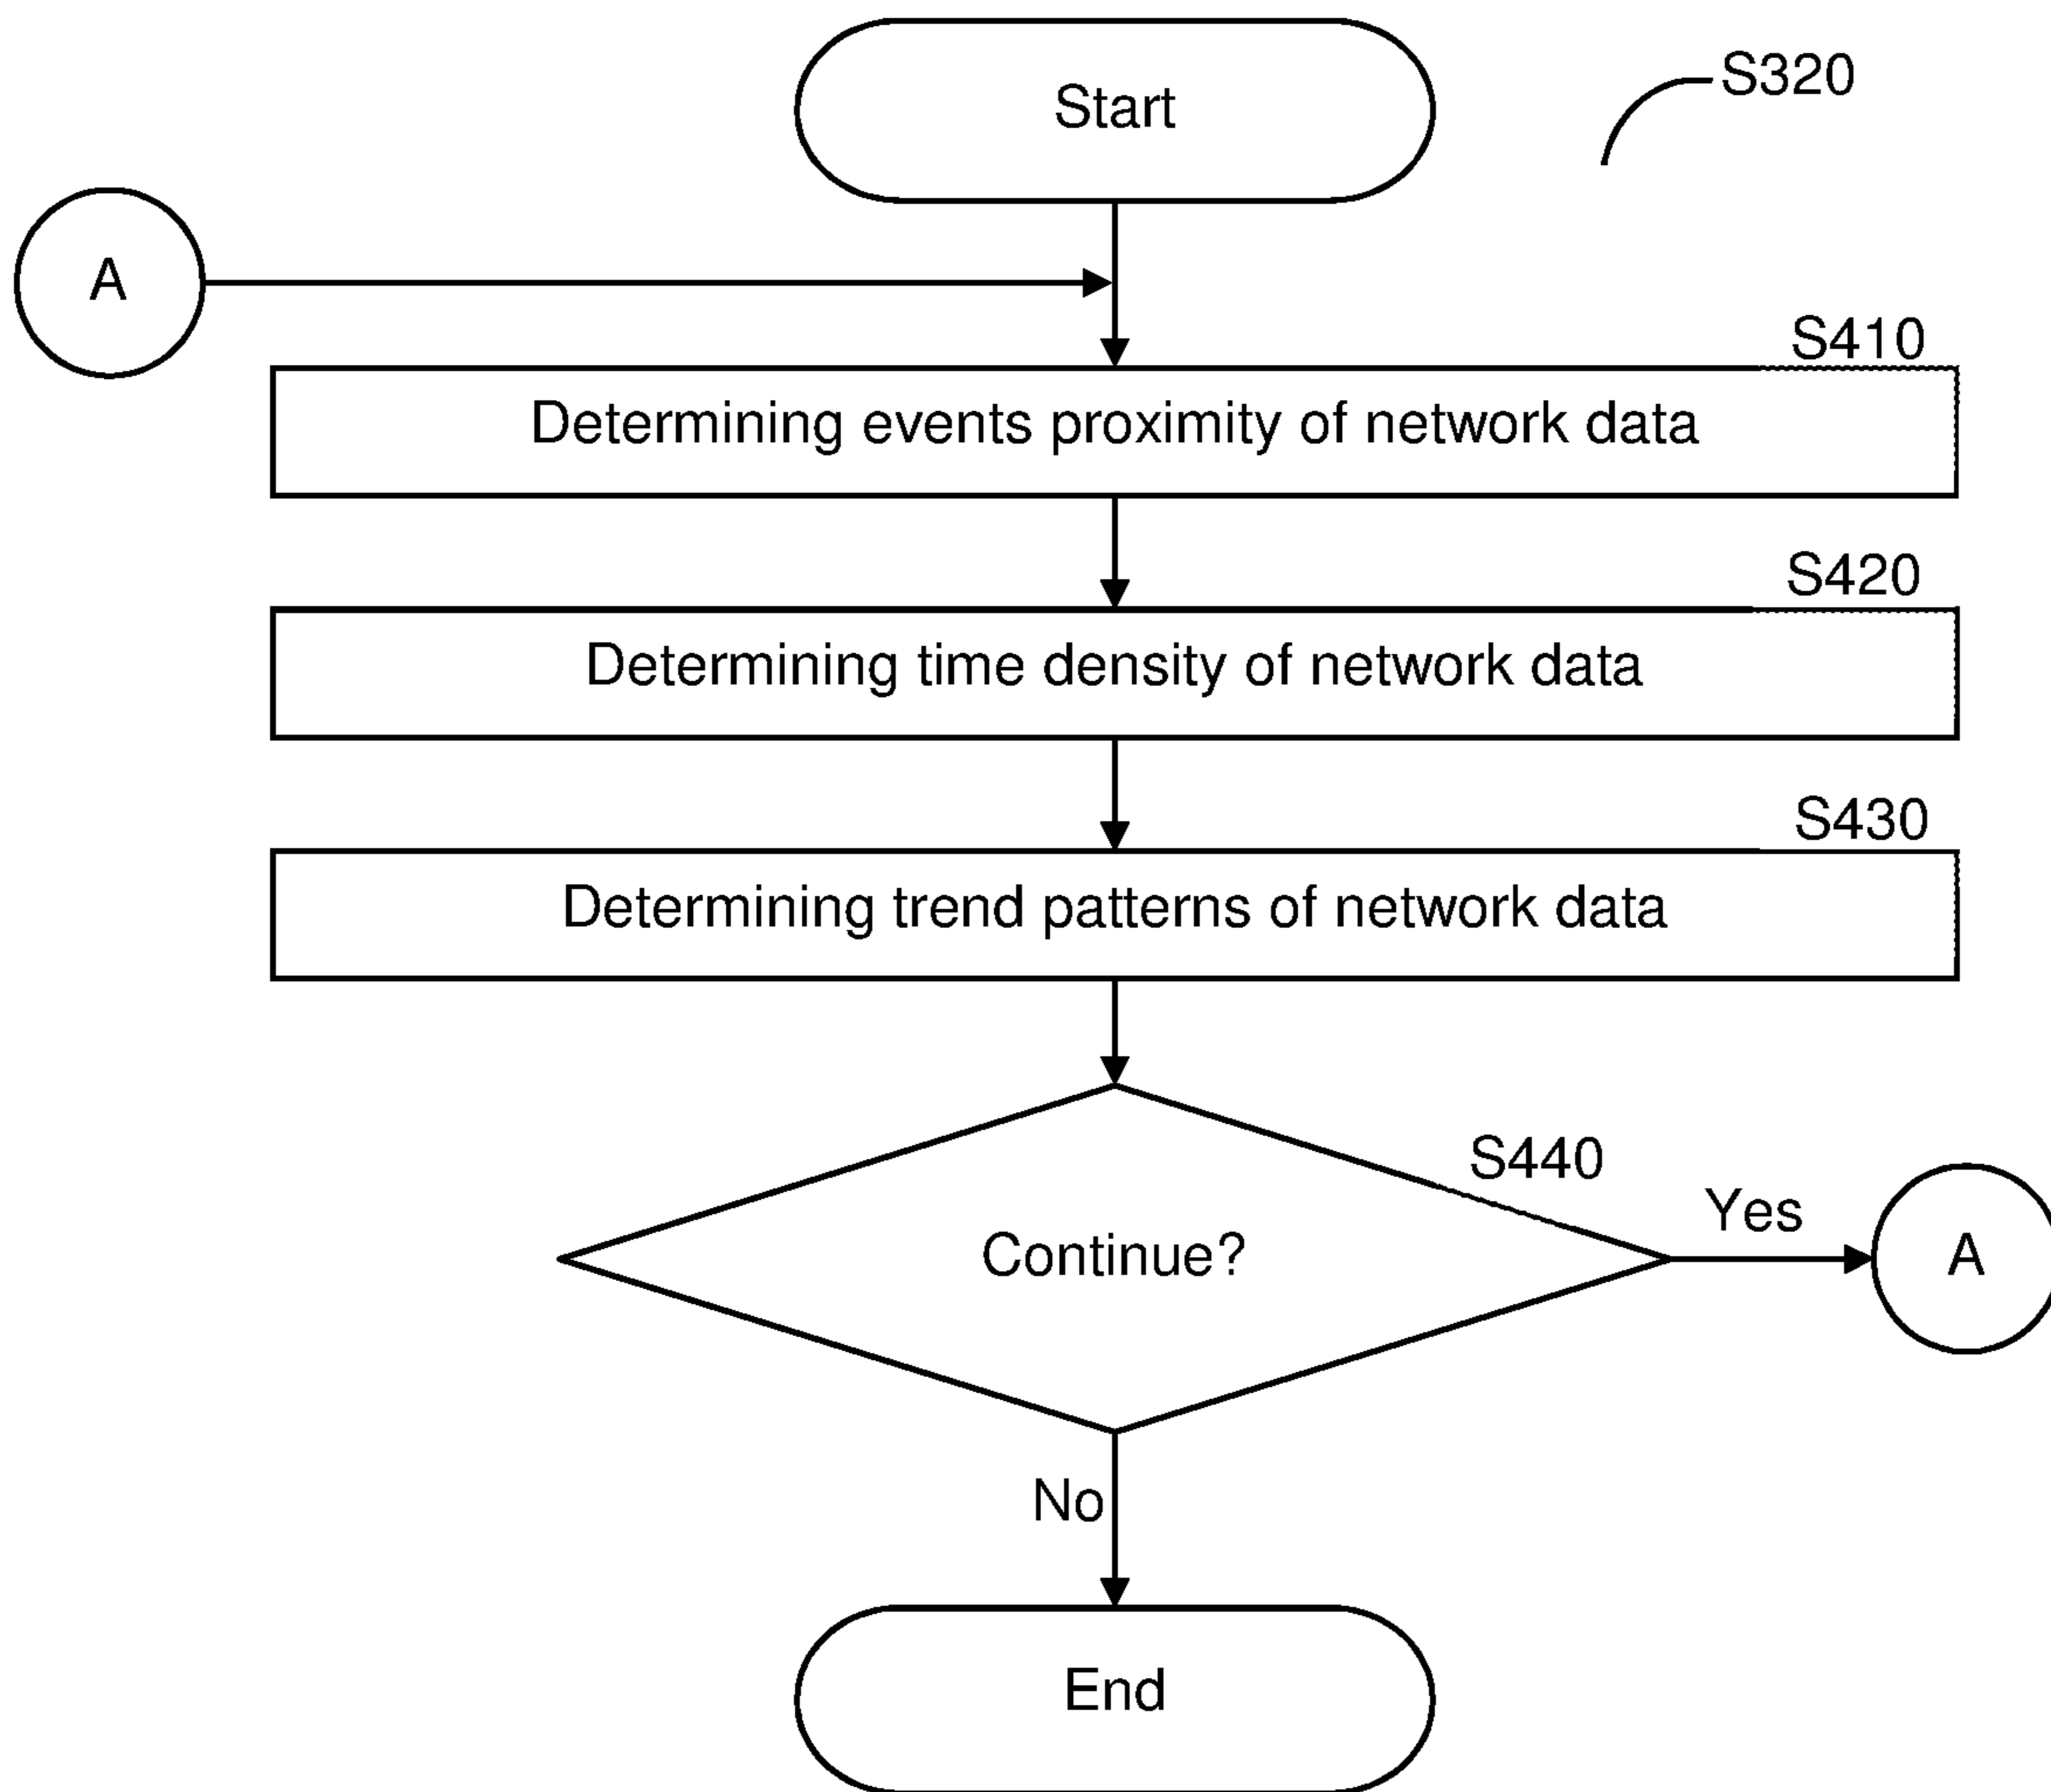 Start
S320
A
S410
Determining events proximity of network data
S420
Determining time density of network data
S430
Determining trend patterns of network data
S440
Continue?
Yes
A
No
End